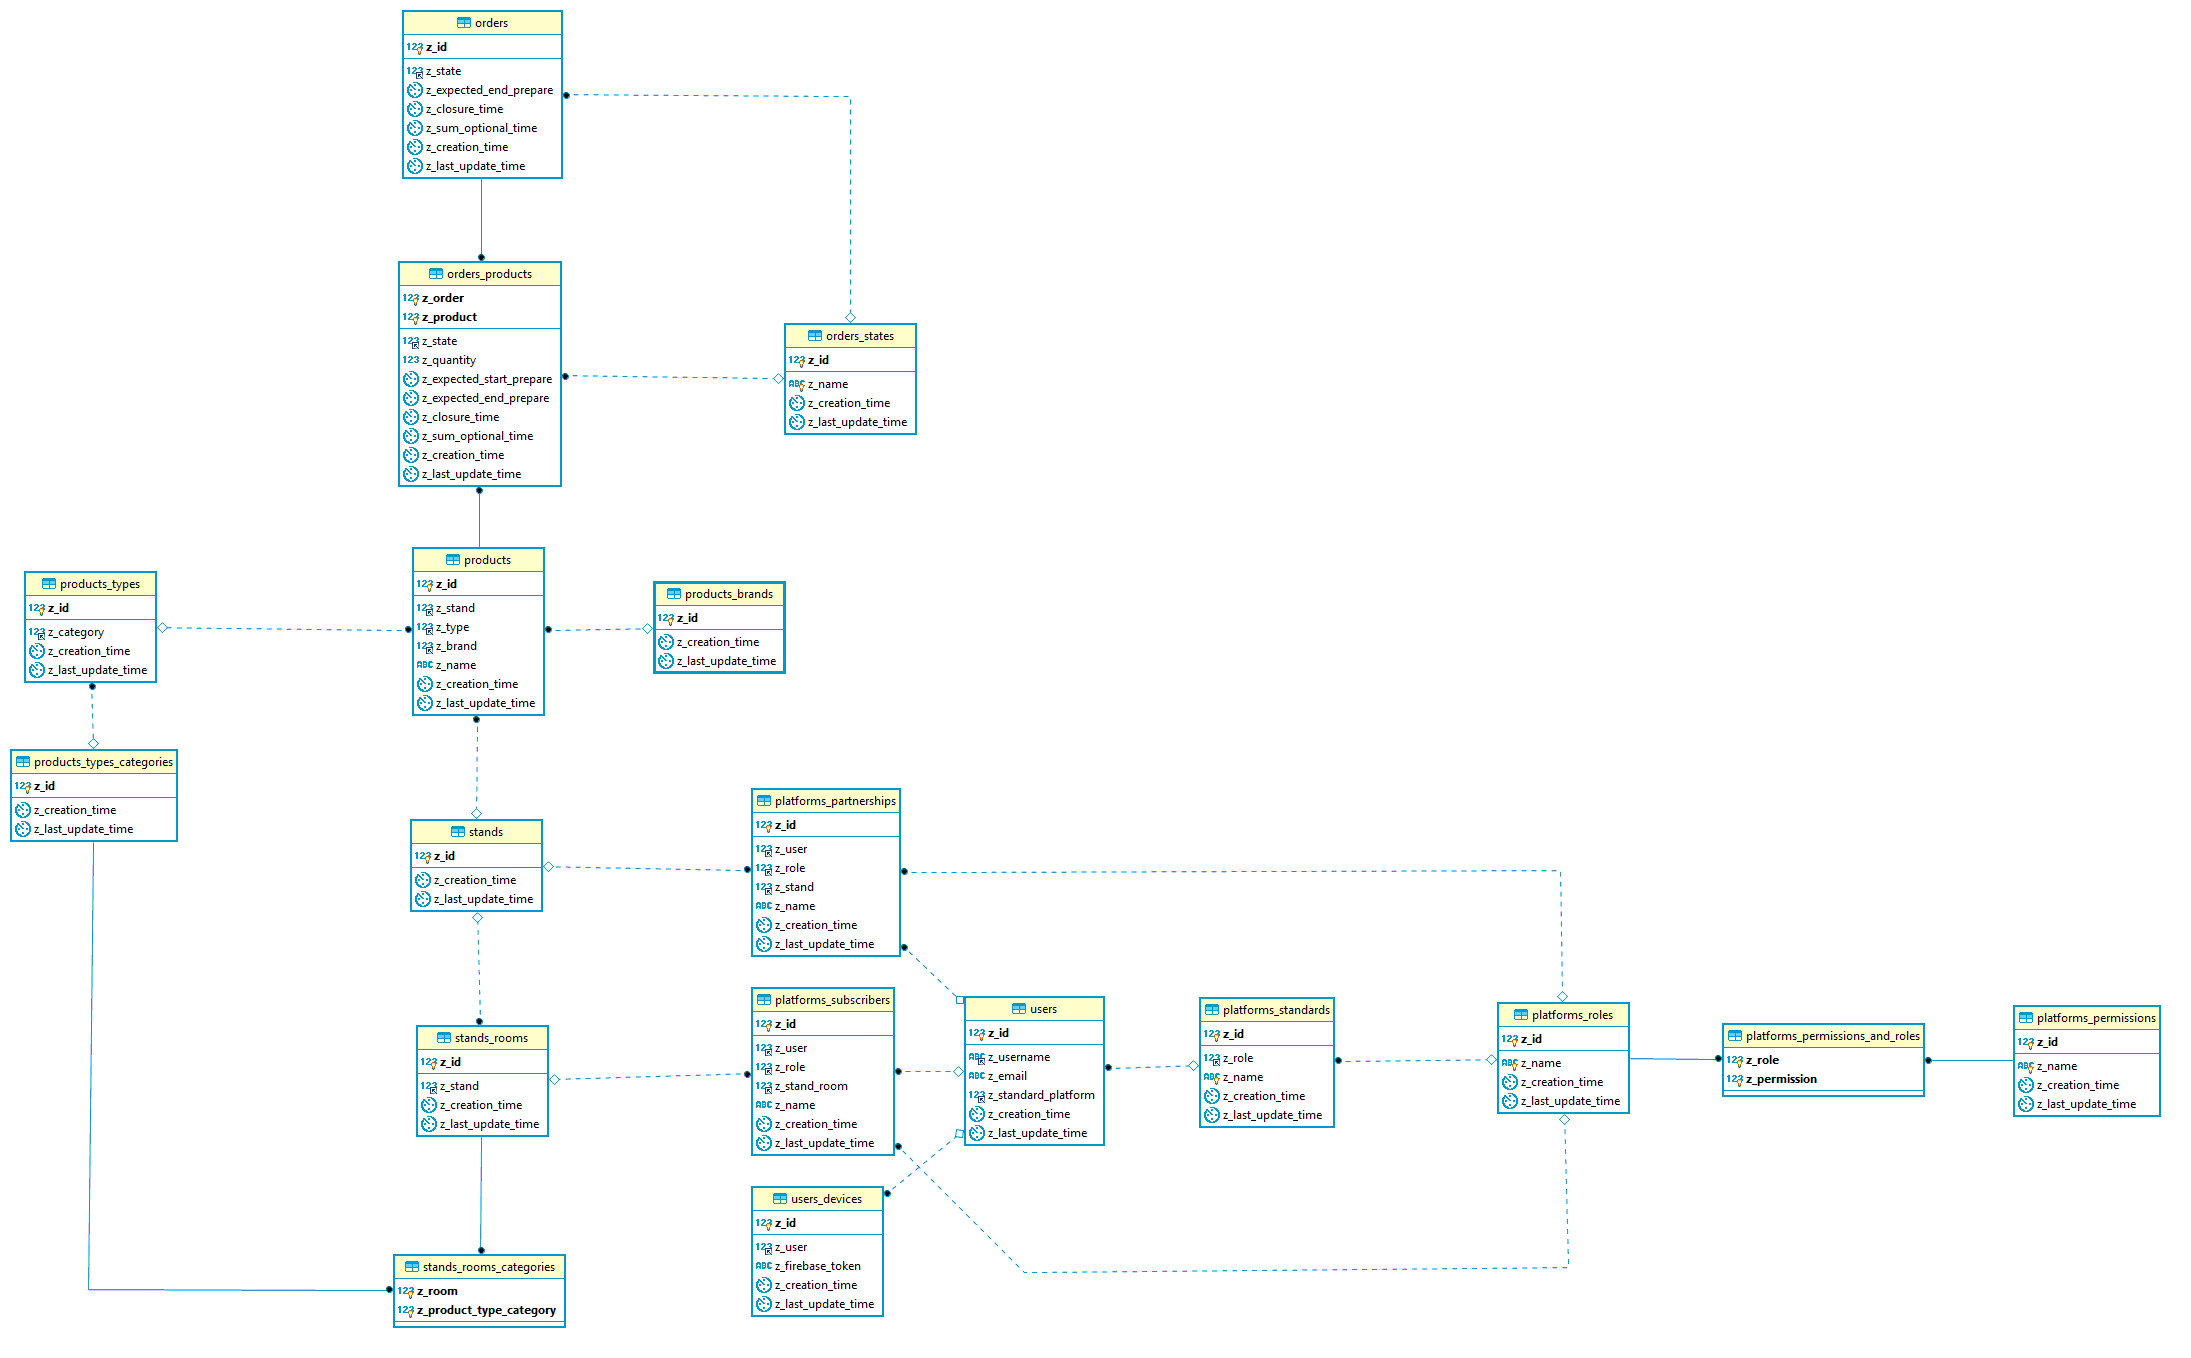 orders
123 z_id
123 z_state
z_expected_end_prepare
z_closure_time
z_sum_optional_time
z_creation_time
z_last_update_time
orders_products
123 z_order
123 z_product
123 z_state
123 z_quantity
z_expected_start_prepare
z_expected_end_prepare
z_closure_time
z_sum_optional_time
z_creation_time
z_last_update_time
orders_states
123 z_id
ABC z_name
z_creation_time
z_last_update_time
products
123 z_id
123 z_stand
123 z_type
123 z_brand
ABC z_name
z_creation_time
z_last_update_time
products_types
123 z_id
123 z_category
z_creation_time
z_last_update_time
products_brands
123 z_id
z_creation_time
z_last_update_time
products_types_categories
123 z_id
z_creation_time
z_last_update_time
stands
123 z_id
z_creation_time
z_last_update_time
platforms_partnerships
123 z_id
123 z_user
123 z_role
123 z_stand
ABC z_name
z_creation_time
z_last_update_time
stands_rooms
123 z_id
123 z_stand
z_creation_time
z_last_update_time
platforms_subscribers
123 z_id
123 z_user
123 z_role
123 z_stand_room
ABC z_name
z_creation_time
z_last_update_time
users
123 z_id
ABC z_username
ABC z_email
123 z_standard_platform
z_creation_time
z_last_update_time
platforms_standards
123 z_id
123 z_role
ABC z_name
z_creation_time
z_last_update_time
platforms_roles
123 z_id
ABC z_name
z_creation_time
z_last_update_time
platforms_permissions_and_roles
123 z_role
123 z_permission
platforms_permissions
123 z_id
ABC z_name
z_creation_time
z_last_update_time
users_devices
123 z_id
123 z_user
ABC z_firebase_token
z_creation_time
z_last_update_time
stands_rooms_categories
123 z_room
123 z_product_type_category